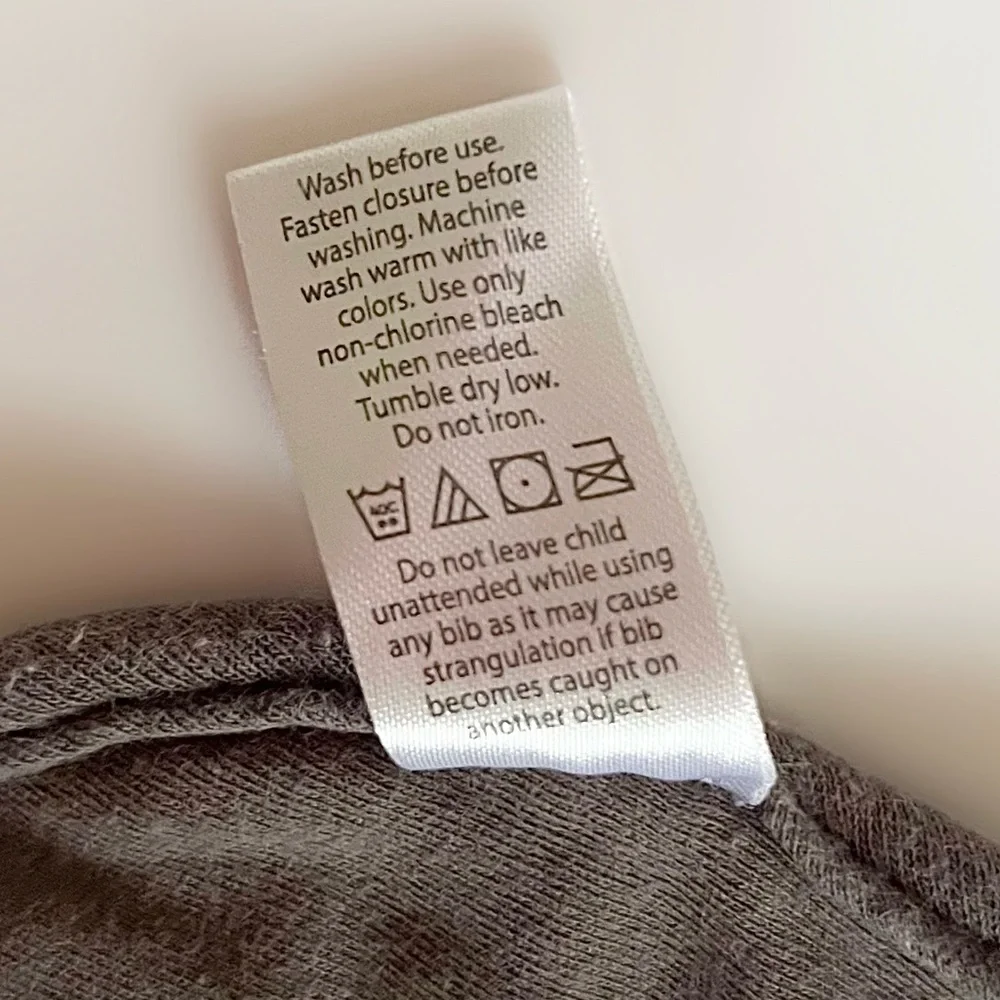 Wash before use.
Fasten closure before
washing. Machine
wash warm with like
colors. Use only
non-chlorine bleach
when needed.
Tumble dry low.
Do not iron.
Do not leave child
unattended while using
any bib as it may cause
strangulation if bib
becomes caught on
another object.